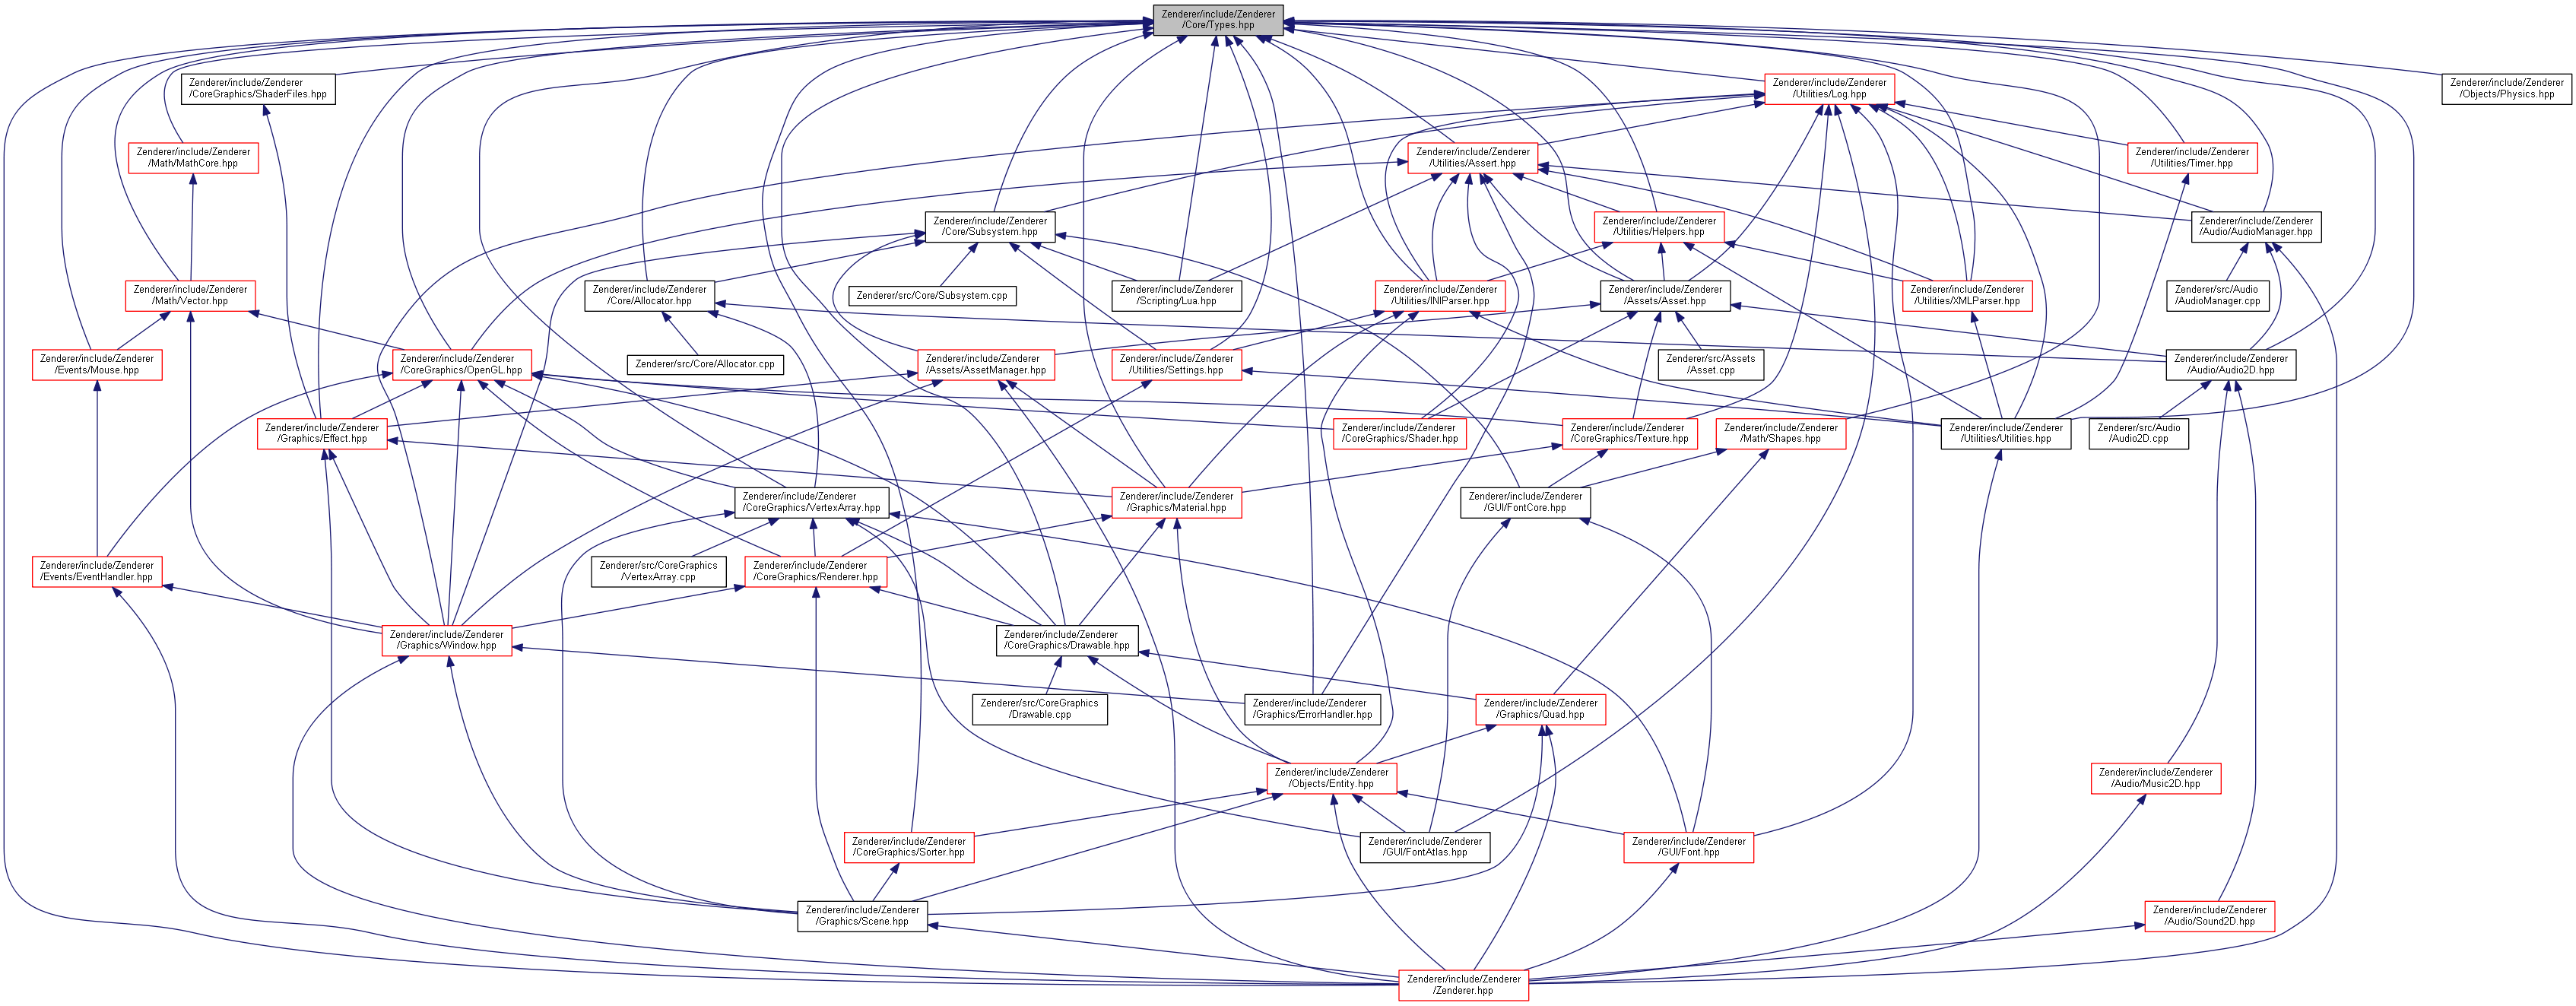 Zenderer/include/Zenderer
/Core/Types.hpp
Zenderer/include/Zenderer
/CoreGraphics/ShaderFiles.hpp
Zenderer/include/Zenderer
/Utilities/Log.hpp
Zenderer/include/Zenderer
/Objects/Physics.hpp
Zenderer/include/Zenderer
/Math/MathCore.hpp
Zenderer/include/Zenderer
/Utilities/Assert.hpp
Zenderer/include/Zenderer
/Utilities/Timer.hpp
Zenderer/include/Zenderer
/Core/Subsystem.hpp
Zenderer/include/Zenderer
/Utilities/Helpers.hpp
Zenderer/include/Zenderer
/Audio/AudioManager.hpp
Zenderer/include/Zenderer
/Math/Vector.hpp
Zenderer/include/Zenderer
/Core/Allocator.hpp
Zenderer/src/Core/Subsystem.cpp
Zenderer/include/Zenderer
/Scripting/Lua.hpp
Zenderer/include/Zenderer
/Utilities/INIParser.hpp
Zenderer/include/Zenderer
/Assets/Asset.hpp
Zenderer/include/Zenderer
/Utilities/XMLParser.hpp
Zenderer/src/Audio
/AudioManager.cpp
Zenderer/include/Zenderer
/Events/Mouse.hpp
Zenderer/include/Zenderer
/CoreGraphics/OpenGL.hpp
Zenderer/src/Core/Allocator.cpp
Zenderer/include/Zenderer
/Assets/AssetManager.hpp
Zenderer/include/Zenderer
/Utilities/Settings.hpp
Zenderer/src/Assets
/Asset.cpp
Zenderer/include/Zenderer
/Audio/Audio2D.hpp
Zenderer/include/Zenderer
/Graphics/Effect.hpp
Zenderer/include/Zenderer
/CoreGraphics/Shader.hpp
Zenderer/include/Zenderer
/CoreGraphics/Texture.hpp
Zenderer/include/Zenderer
/Math/Shapes.hpp
Zenderer/include/Zenderer
/Utilities/Utilities.hpp
Zenderer/src/Audio
/Audio2D.cpp
Zenderer/include/Zenderer
/CoreGraphics/VertexArray.hpp
Zenderer/include/Zenderer
/Graphics/Material.hpp
Zenderer/include/Zenderer
/GUI/FontCore.hpp
Zenderer/include/Zenderer
/Events/EventHandler.hpp
Zenderer/src/CoreGraphics
/VertexArray.cpp
Zenderer/include/Zenderer
/CoreGraphics/Renderer.hpp
Zenderer/include/Zenderer
/Graphics/Window.hpp
Zenderer/include/Zenderer
/CoreGraphics/Drawable.hpp
Zenderer/src/CoreGraphics
/Drawable.cpp
Zenderer/include/Zenderer
/Graphics/ErrorHandler.hpp
Zenderer/include/Zenderer
/Graphics/Quad.hpp
Zenderer/include/Zenderer
/Objects/Entity.hpp
Zenderer/include/Zenderer
/Audio/Music2D.hpp
Zenderer/include/Zenderer
/CoreGraphics/Sorter.hpp
Zenderer/include/Zenderer
/GUI/FontAtlas.hpp
Zenderer/include/Zenderer
/GUI/Font.hpp
Zenderer/include/Zenderer
/Graphics/Scene.hpp
Zenderer/include/Zenderer
/Audio/Sound2D.hpp
Zenderer/include/Zenderer
/Zenderer.hpp